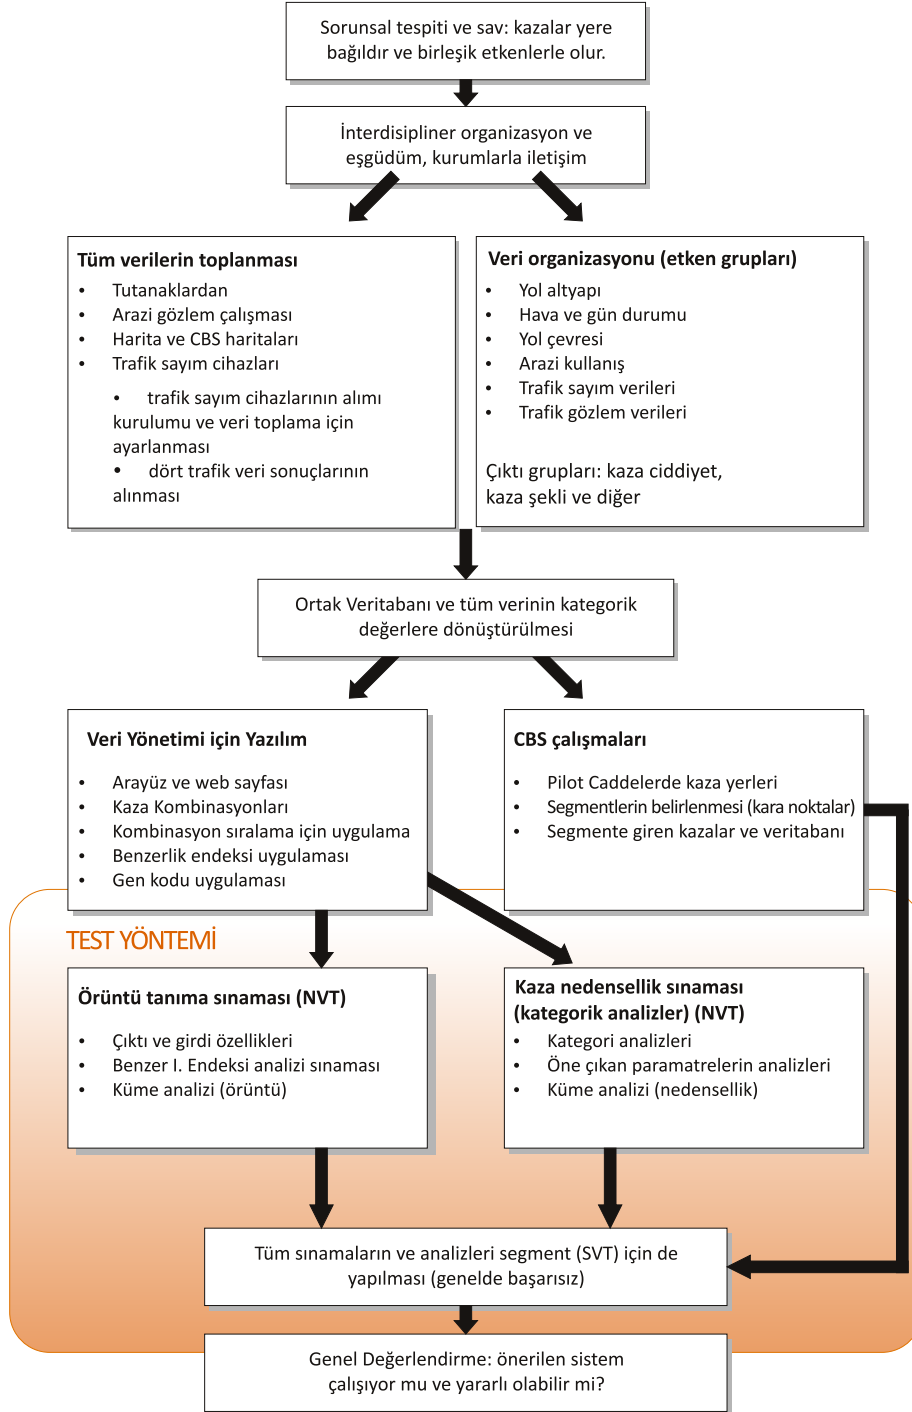 Sorunsal tespiti ve sav: kazalar yere
bağıldır ve birleşik etkenlerle olur.
İnterdisipliner organizasyon ve
eşgüdüm, kurumlarla iletişim
Tüm verilerin toplanması
• Tutanaklardan
• Arazi gözlem çalışması
• Harita ve CBS haritaları
• Trafik sayım cihazları
• trafik sayım cihazlarının alımı
kurulumu ve veri toplama için
ayarlanması
• dört trafik veri sonuçlarının
alınması
Veri organizasyonu (etken grupları)
• Yol altyapı
• Hava ve gün durumu
• Yol çevresi
• Arazi kullanış
• Trafik sayım verileri
• Trafik gözlem verileri
Çıktı grupları: kaza ciddiyet,
kaza şekli ve diğer
Ortak Veritabanı ve tüm verinin kategorik
değerlere dönüştürülmesi
Veri Yönetimi için Yazılım
• Arayüz ve web sayfası
• Kaza Kombinasyonları
• Kombinasyon sıralama için uygulama
• Benzerlik endeksi uygulaması
• Gen kodu uygulaması
CBS çalışmaları
• Pilot Caddelerde kaza yerleri
• Segmentlerin belirlenmesi (kara noktalar)
• Segmente giren kazalar ve veritabanı
TEST YÖNTEMİ
Örüntü tanıma sınaması (NVT)
• Çıktı ve girdi özellikleri
• Benzer I. Endeksi analizi sınaması
• Küme analizi (örüntü)
Kaza nedensellik sınaması
(kategorik analizler) (NVT)
• Kategori analizleri
• Öne çıkan paramatrelerin analizleri
• Küme analizi (nedensellik)
Tüm sınamaların ve analizleri segment (SVT) için de
yapılması (genelde başarısız)
Genel Değerlendirme: önerilen sistem
çalışıyor mu ve yararlı olabilir mi?